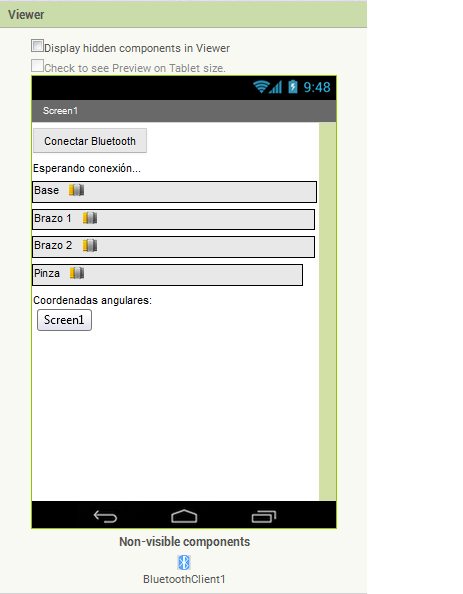 Viewer
Display hidden components in Viewer
Check to see Preview on Tablet size.
9:48
Screen1
Conectar Bluetooth
Esperando conexión...
Base
Brazo 1
Brazo 2
Pinza
Coordenadas angulares:
Screen1
Non-visible components
BluetoothClient1